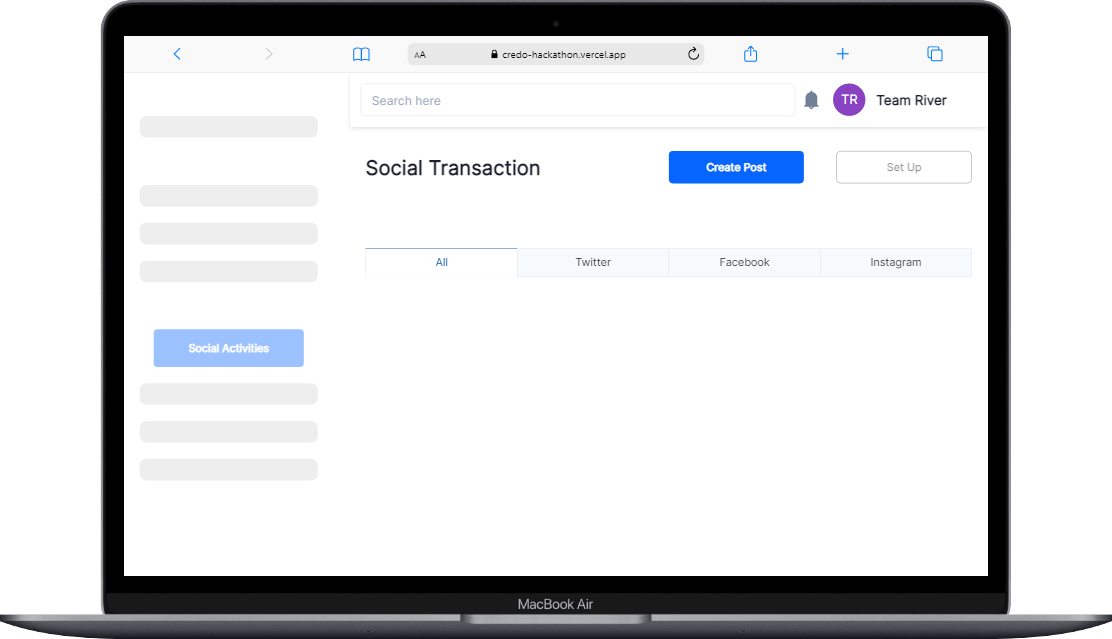 AA
credo-hackathon.vercel.app
Search here
TR
Team River
Social Transaction
Create Post
Set Up
All
Twitter
Facebook
Instagram
Social Activities
MacBook Air